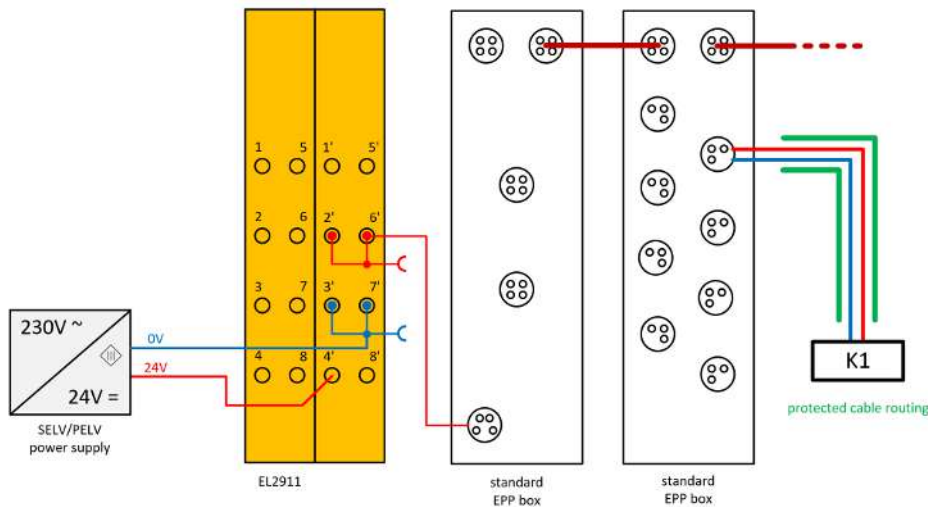 1 5 1' 5'
2 6 2' 6'
3 7 3' 7'
230V ~
0V
4 8 4' 8'
24V
24V =
K1
SELV/PELV
power supply
protected cable routing
EL2911
standard
EPP box
standard
EPP box